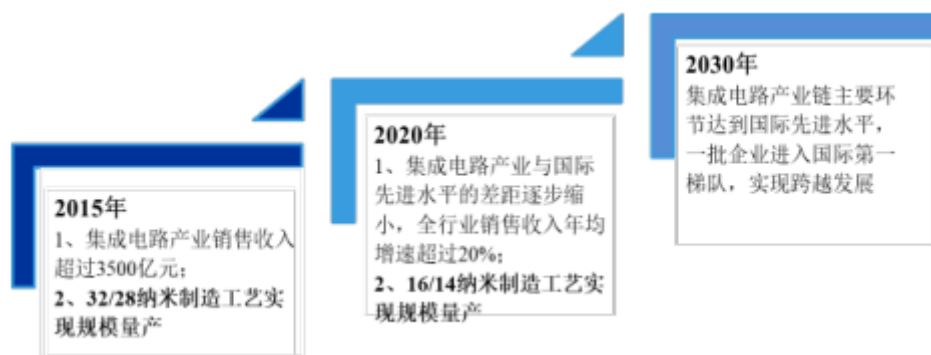 2015年
1、集成电路产业销售收入
超过3500亿元；
2、32/28纳米制造工艺实
现规模量产
2020年
1、集成电路产业与国际
先进水平的差距逐步缩
小，全行业销售收入年均
增速超过20%；
2、16/14纳米制造工艺实
现规模量产
2030年
集成电路产业链主要环
节达到国际先进水平，
一批企业进入国际第一
梯队，实现跨越发展